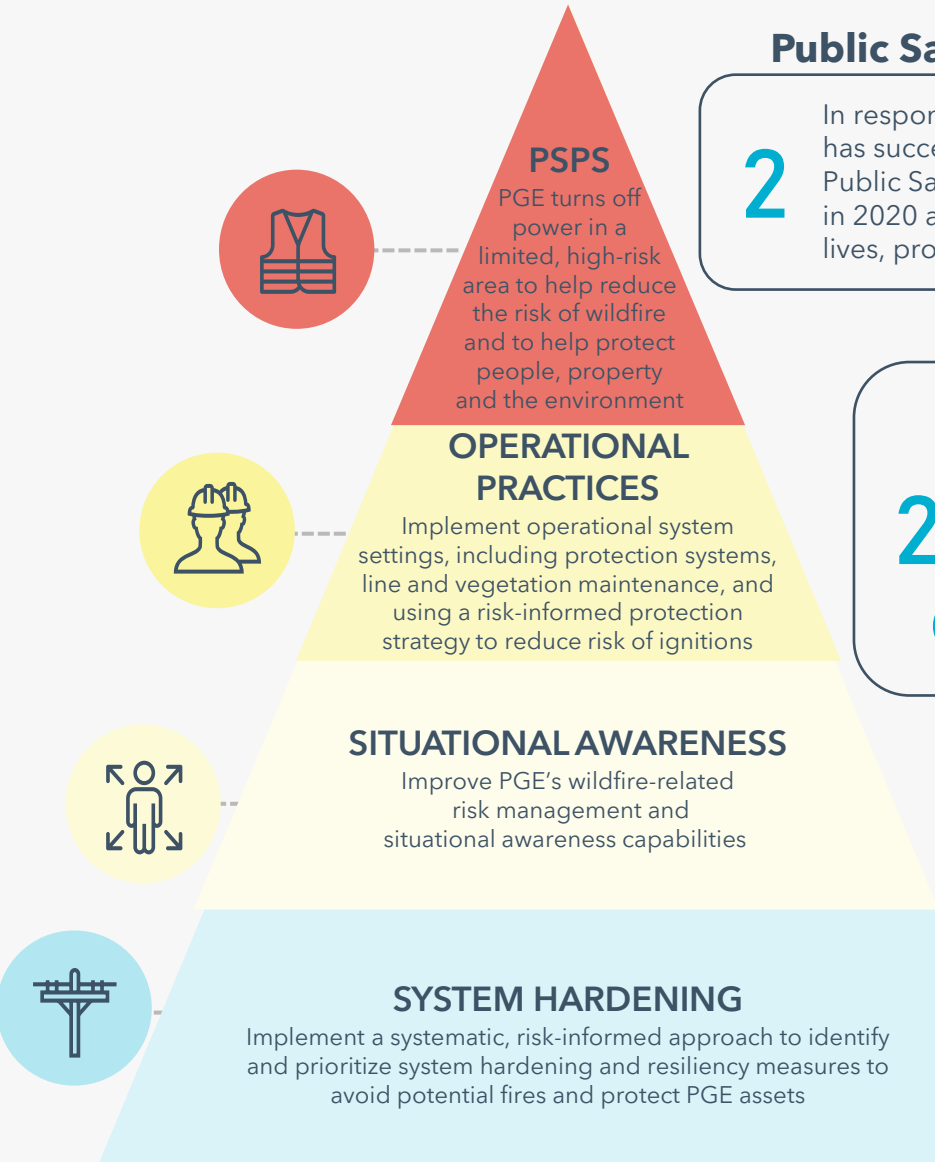 PSPS
PGE turns off
power in a
limited, high-risk
area to help reduce
the risk of wildfire
and to help protect
people, property
and the environment
OPERATIONAL
PRACTICES
Implement operational system
settings, including protection systems,
line and vegetation maintenance, and
using a risk-informed protection
strategy to reduce risk of ignitions
SITUATIONAL AWARENESS
Improve PGE’s wildfire-related
risk management and
situational awareness capabilities
SYSTEM HARDENING
Implement a systematic, risk-informed approach to identify
and prioritize system hardening and resiliency measures to
avoid potential fires and protect PGE assets
Public
2
In
has
Public
in 2020
lives,
2